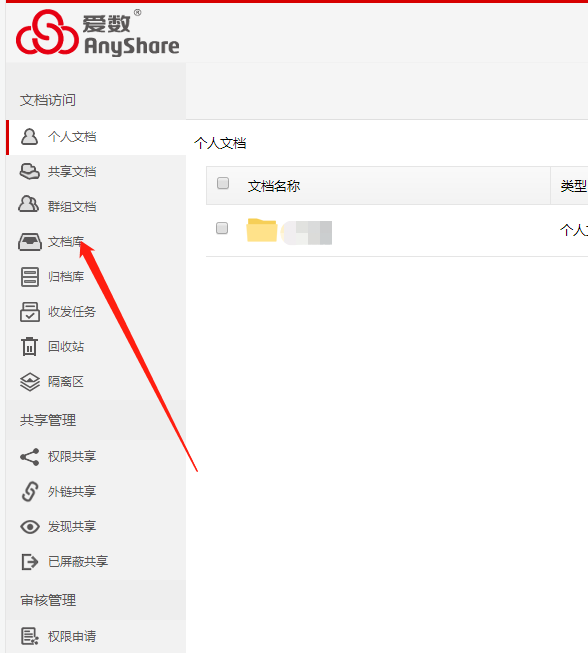 爱数®
AnyShare
文档访问
个人文档
共享文档
群组文档
文档库
归档库
收发任务
回收站
隔离区
共享管理
权限共享
外链共享
发现共享
已屏蔽共享
审核管理
权限申请
个人文档
文档名称 类型
个人